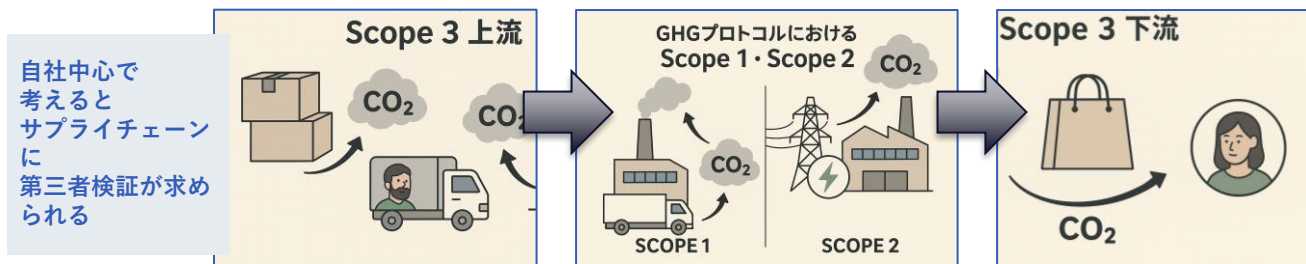 自社中心で
考えると
サプライチェーン
に
第三者検証が求め
られる
Scope 3 上流
CO₂
CO₂
GHGプロトコルにおける
Scope 1・Scope 2
CO₂
CO₂
SCOPE 1
SCOPE 2
Scope 3 下流
CO₂